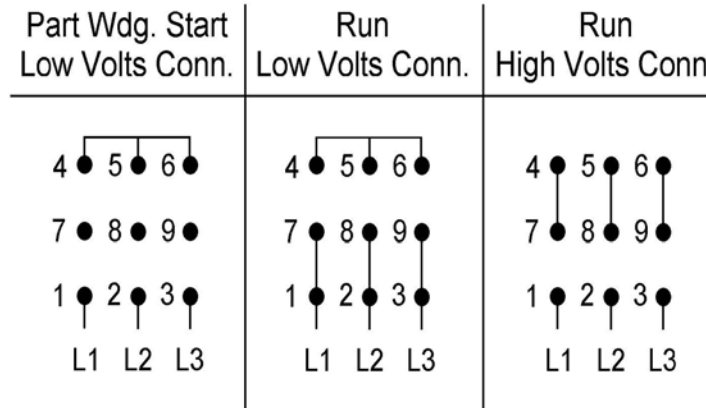 Part Wdg. Start
Low Volts Conn.
4 5 6
7 8 9
1 2 3
L1 L2 L3
Run
Low Volts Conn.
4 5 6
7 8 9
1 2 3
L1 L2 L3
Run
High Volts Conn
4 5 6
7 8 9
1 2 3
L1 L2 L3